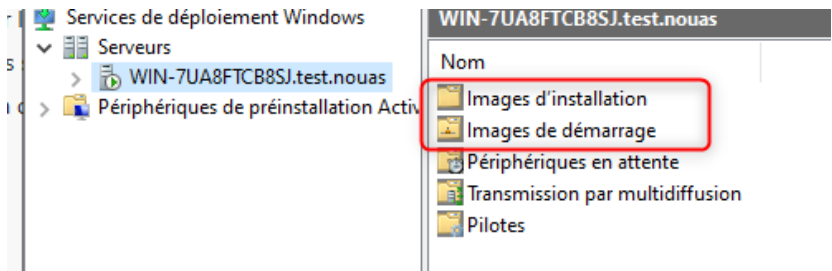 Services de déploiement Windows
Serveurs
WIN-7UA8FTCB8SJ.test.nouas
Périphériques de préinstallation Activ
WIN-7UA8FTCB8SJ.test.nouas
Nom
Images d'installation
Images de démarrage
Périphériques en attente
Transmission par multidiffusion
Pilotes